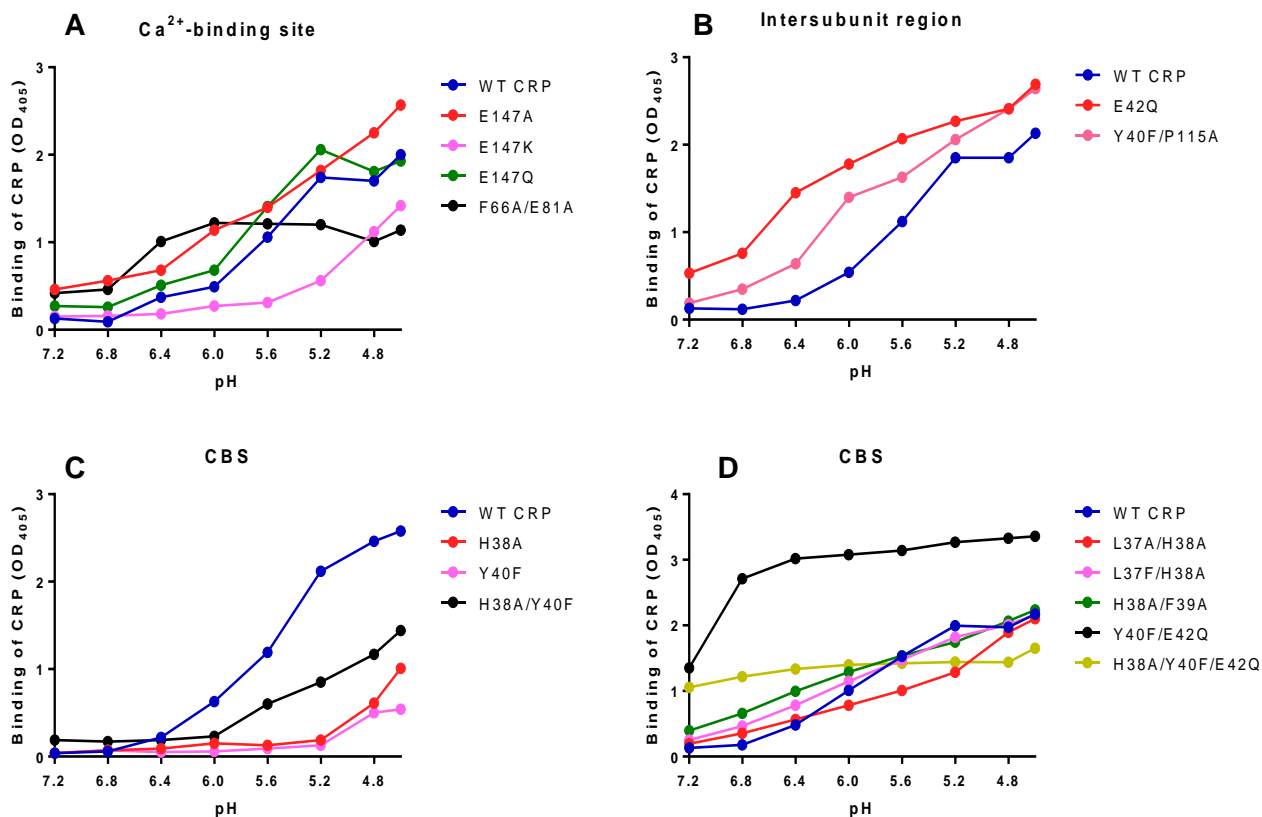 A
Ca2+-binding site
Binding of CRP (OD405)
3
2
1
0
7.2 6.8 6.4 6.0 5.6 5.2 4.8
pH
WT CRP
E147A
E147K
E147Q
F66A/E81A
B
Intersubunit region
Binding of CRP (OD405)
3
2
1
0
7.2 6.8 6.4 6.0 5.6 5.2 4.8
pH
WT CRP
E42Q
Y40F/P115A
C
CBS
Binding of CRP (OD405)
3
2
1
0
7.2 6.8 6.4 6.0 5.6 5.2 4.8
pH
WT CRP
H38A
Y40F
H38A/Y40F
D
CBS
Binding of CRP (OD405)
4
3
2
1
0
7.2 6.8 6.4 6.0 5.6 5.2 4.8
pH
WT CRP
L37A/H38A
L37F/H38A
H38A/F39A
Y40F/E42Q
H38A/Y40F/E42Q